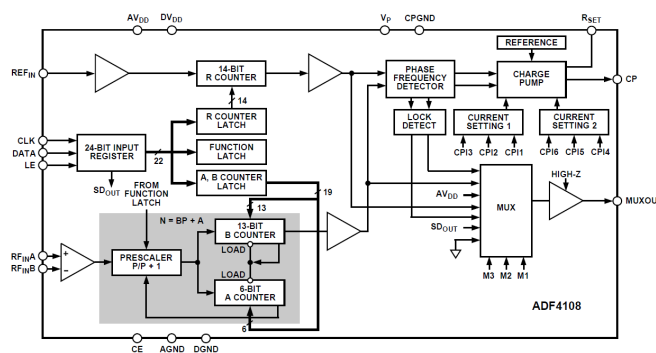 AVDD DVDD VP CPGND RSET
REFERENCE
REFIN
14-BIT
R COUNTER
PHASE
FREQUENCY
DETECTOR
CHARGE
PUMP
CP
14
R COUNTER
LATCH
LOCK
DETECT
CURRENT
SETTING 1
CURRENT
SETTING 2
CLK
DATA
LE
24-BIT INPUT
REGISTER
22
FUNCTION
LATCH
CPI3 CPI2 CPI1 CPI6 CPI5 CPI4
A, B COUNTER
LATCH
SDOUT
FROM
FUNCTION
LATCH
19
13
HIGH-Z
AVDD
MUX
MUXOUT
SDOUT
N = BP + A
13-BIT
B COUNTER
RFINA
RFINB
+
–
PRESCALER
P/P + 1
LOAD
LOAD
6-BIT
A COUNTER
6
M3 M2 M1
ADF4108
CE AGND DGND